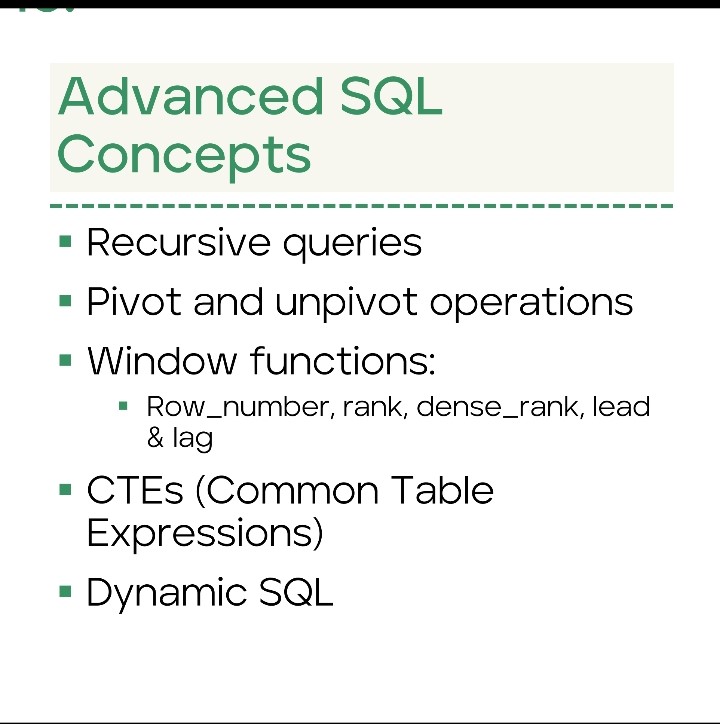 Advanced SQL
Concepts
▪ Recursive queries
▪ Pivot and unpivot operations
▪ Window functions:
▪ Row_number, rank, dense_rank, lead
& lag
▪ CTEs (Common Table
Expressions)
▪ Dynamic SQL